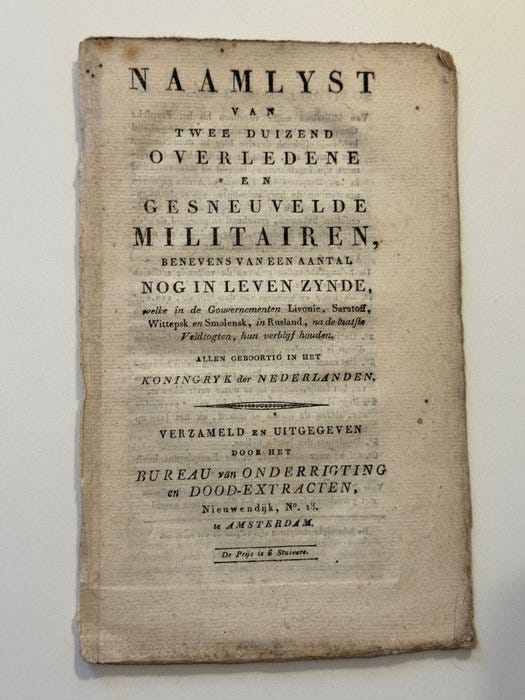 NAAMLYST
VAN
TWEE DUIZEND
OVERLEDENE
EN
GESNEUVELDE
MILITAIREN,
BENEVENS VAN EEN AANTAL
NOG IN LEVEN ZYNDE,
welke in de Gouvernementen Livonie, Saratoff,
Wittepsk en Smolensk, in Rusland, na de laatste
Veldtogten, hun verblijf houden.
ALLEN GEBOORTIG IN HET
KONINGRYK der NEDERLANDEN.
VERZAMELD EN UITGEGEVEN
DOOR HET
BUREAU van ONDERRIGTING
en DOOD-EXTRACTEN,
Nieuwendijk, No. 18.
te AMSTERDAM.
De Prijs is 6 Stuivers.